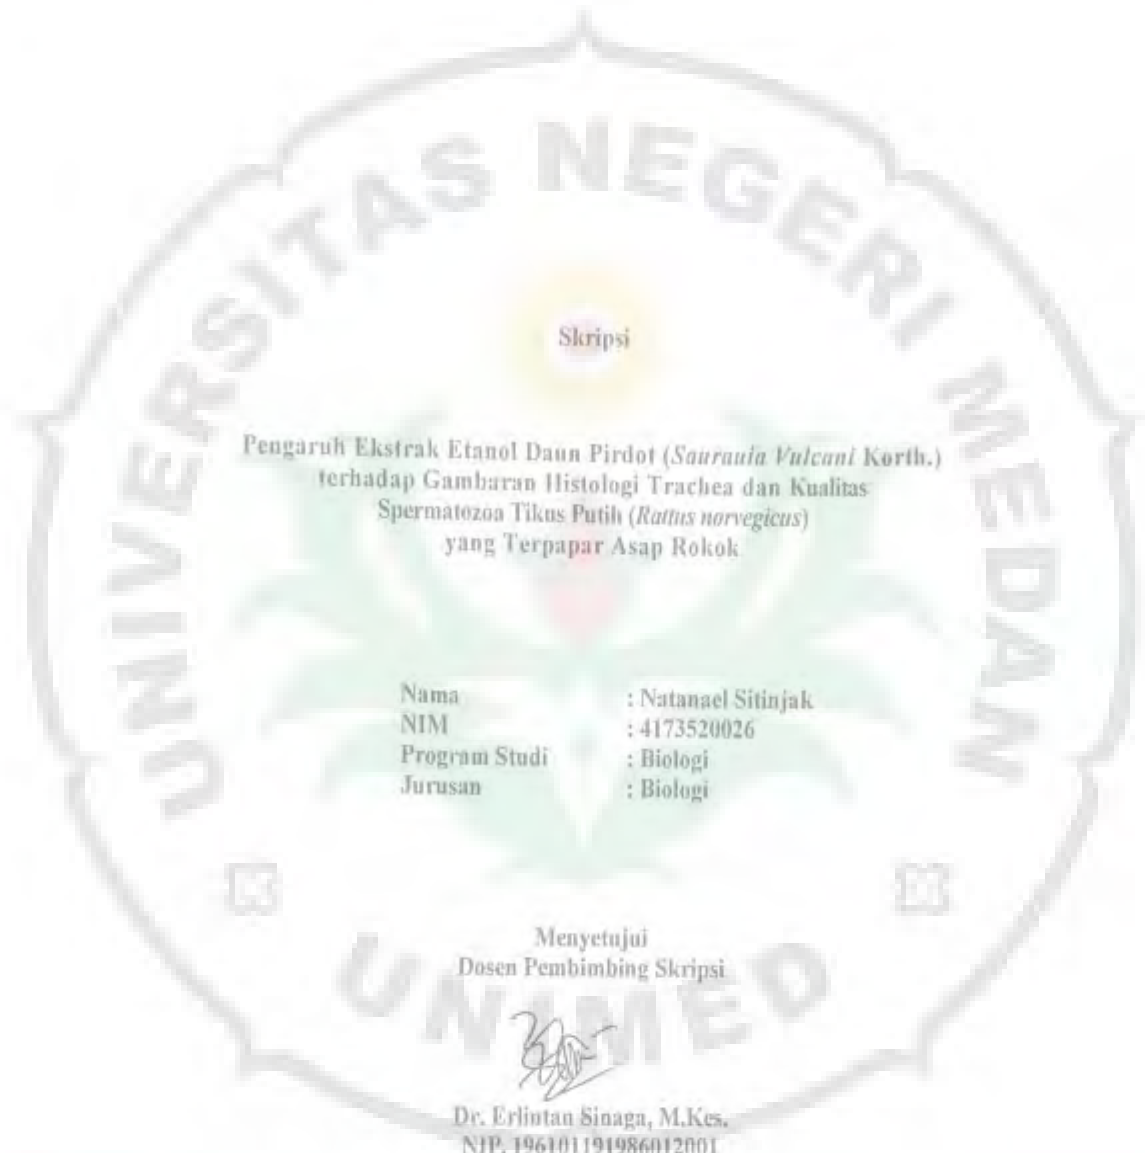 UNIVERSITAS NEGERI MEDAN
Skripsi
Pengaruh Ekstrak Etanol Daun Pirdot (Saurauia Vulcani Korth.)
terhadap Gambaran Histologi Trachea dan Kualitas
Spermatozoa Tikus Putih (Rattus norvegicus)
yang Terpapar Asap Rokok
Nama : Natanael Sitinjak
NIM : 4173520026
Program Studi : Biologi
Jurusan : Biologi
Menyetujui
Dosen Pembimbing Skripsi
UNIMED
Dr. Erlintan Sinaga, M.Kes.
NIP. 196101191986012001